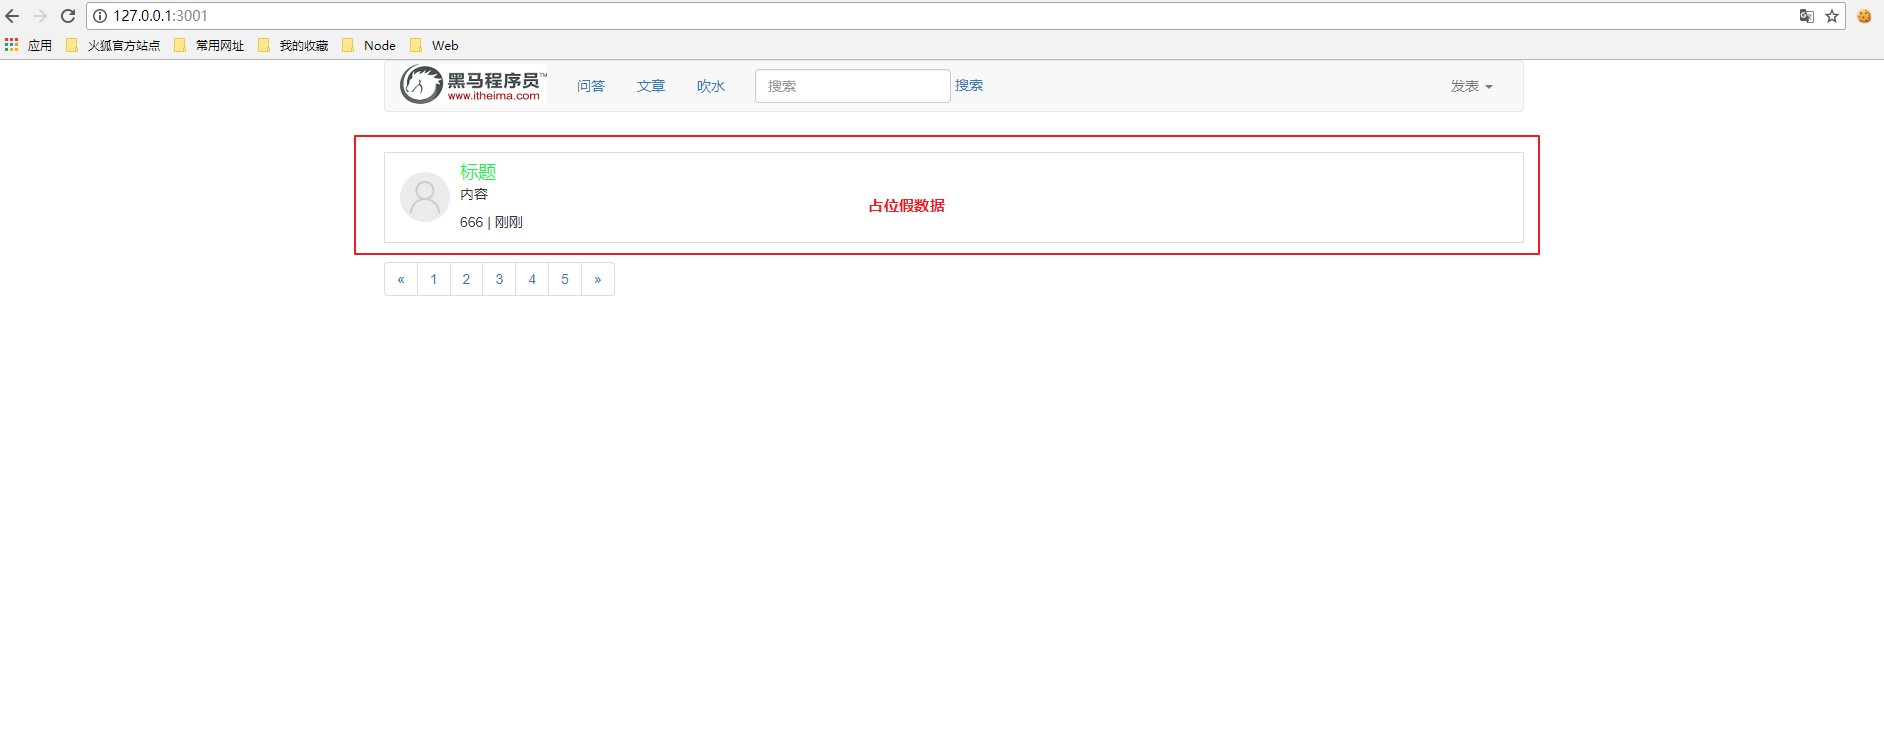 127.0.0.1:3001
应用 火狐官方站点 常用网址 我的收藏 Node Web
黑马程序员™ 问答 文章 吹水 搜索 搜索 发表
www.itheima.com
标题
内容
占位假数据
666 | 刚刚
« 1 2 3 4 5 »